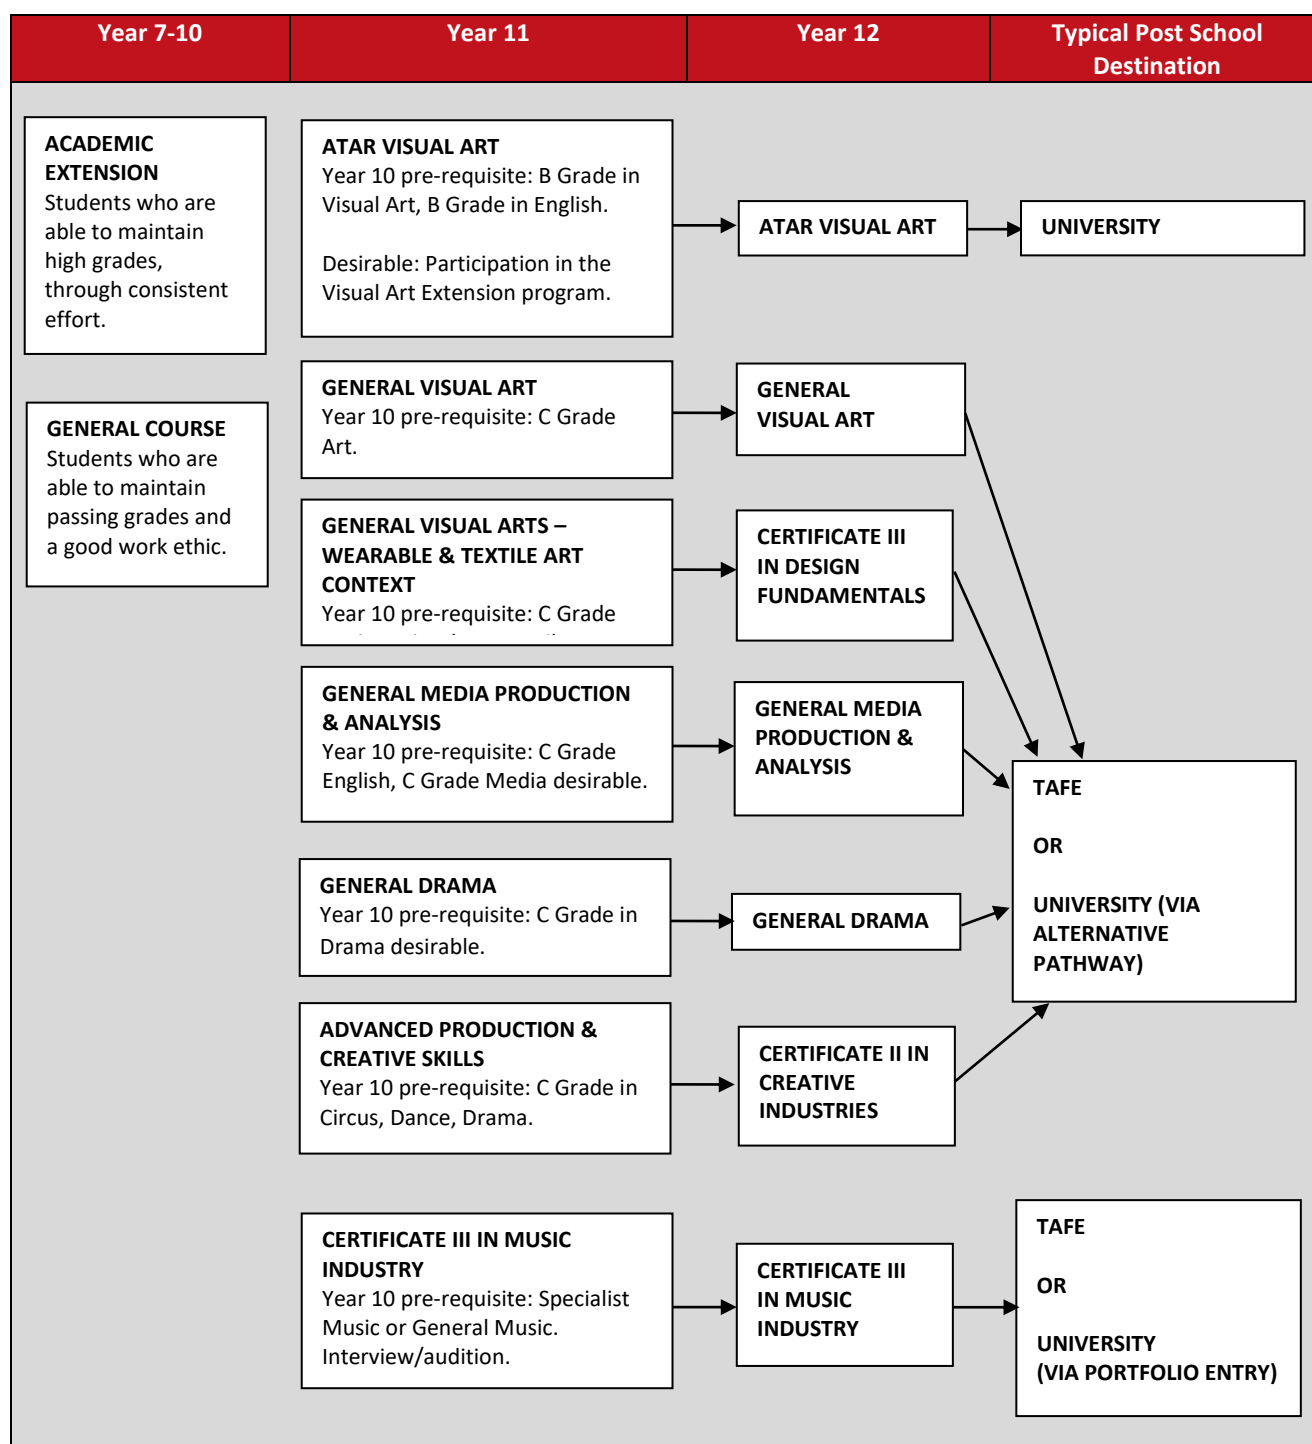 Year 7-10
Year 11
Year 12
Typical Post School
Destination
ACADEMIC
EXTENSION
Students who are
able to maintain
high grades,
through consistent
effort.
GENERAL COURSE
Students who are
able to maintain
passing grades and
a good work ethic.
ATAR VISUAL ART
Year 10 pre-requisite: B Grade in
Visual Art, B Grade in English.
Desirable: Participation in the
Visual Art Extension program.
ATAR VISUAL ART
UNIVERSITY
GENERAL VISUAL ART
Year 10 pre-requisite: C Grade
Art.
GENERAL
VISUAL ART
GENERAL VISUAL ARTS –
WEARABLE & TEXTILE ART
CONTEXT
Year 10 pre-requisite: C Grade
CERTIFICATE III
IN DESIGN
FUNDAMENTALS
GENERAL MEDIA PRODUCTION
& ANALYSIS
Year 10 pre-requisite: C Grade
English, C Grade Media desirable.
GENERAL MEDIA
PRODUCTION &
ANALYSIS
GENERAL DRAMA
Year 10 pre-requisite: C Grade in
Drama desirable.
GENERAL DRAMA
ADVANCED PRODUCTION &
CREATIVE SKILLS
Year 10 pre-requisite: C Grade in
Circus, Dance, Drama.
CERTIFICATE II IN
CREATIVE
INDUSTRIES
TAFE
OR
UNIVERSITY (VIA
ALTERNATIVE
PATHWAY)
CERTIFICATE III IN MUSIC
INDUSTRY
Year 10 pre-requisite: Specialist
Music or General Music.
Interview/audition.
CERTIFICATE III
IN MUSIC
INDUSTRY
TAFE
OR
UNIVERSITY
(VIA PORTFOLIO ENTRY)